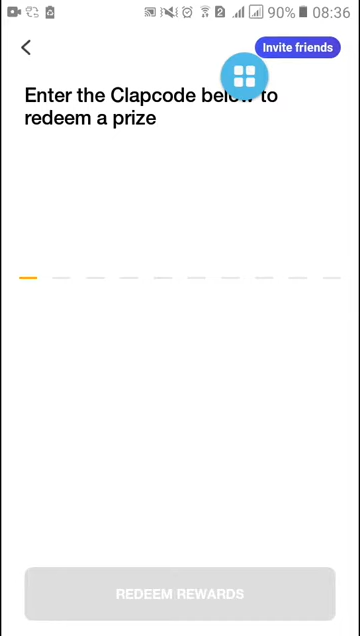 90% 08:36
Invite friends
Enter the Clapcode below to
redeem a prize
REDEEM REWARDS